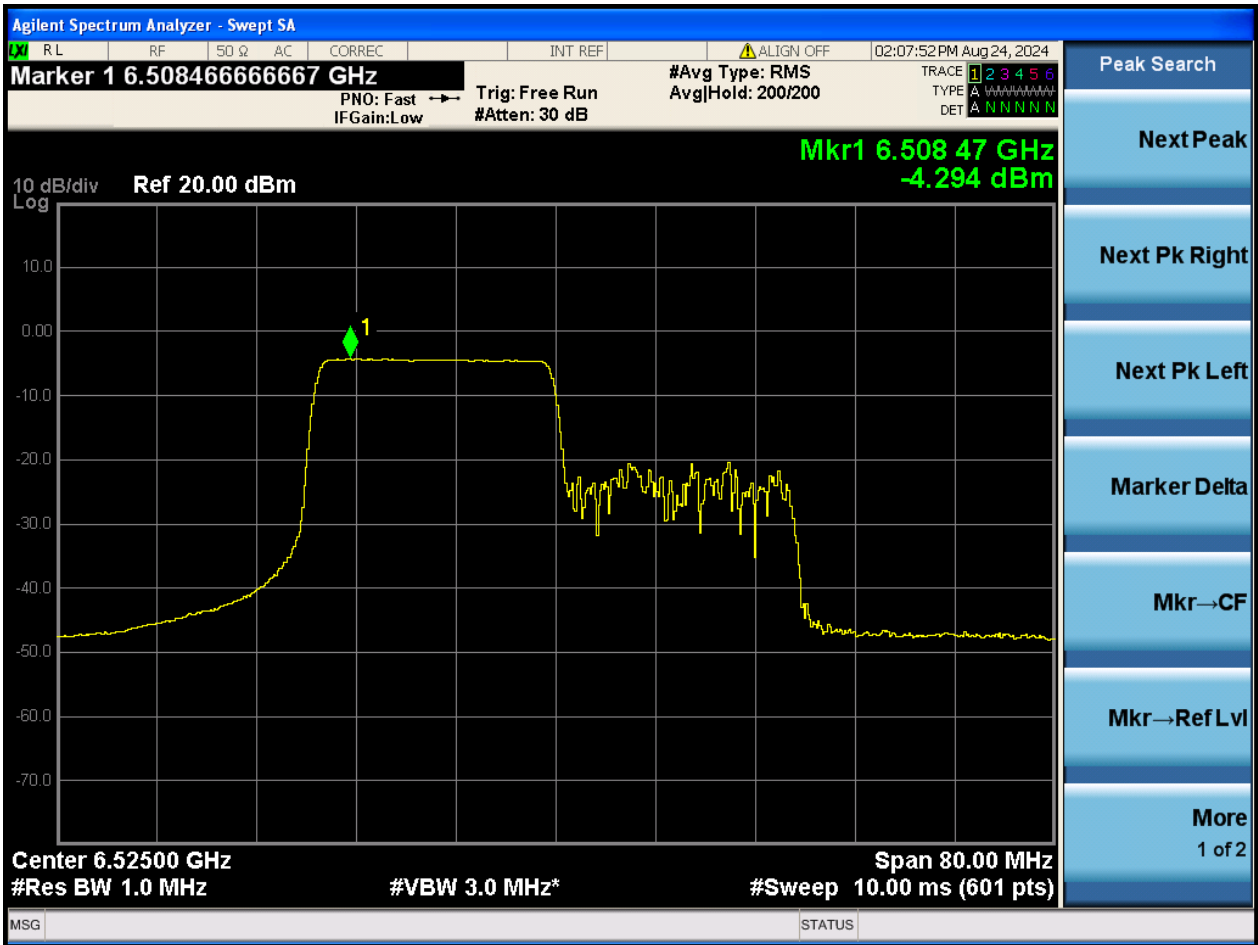 Agilent Spectrum Analyzer - Swept SA
LXI RL RF 50 Ω AC CORREC INT REF ALIGN OFF 02:07:52 PM Aug 24, 2024
Marker 1 6.508466666667 GHz
PNO: Fast
IFGain:Low
Trig: Free Run
#Atten: 30 dB
#Avg Type: RMS
Avg|Hold: 200/200
TRACE 1 2 3 4 5 6
TYPE A WWWWW
DET A N N N N N
Mkr1 6.508 47 GHz
-4.294 dBm
10 dB/div Ref 20.00 dBm
Log
10.0
0.00
-10.0
-20.0
-30.0
-40.0
-50.0
-60.0
-70.0
1
Center 6.52500 GHz Span 80.00 MHz
#Res BW 1.0 MHz #VBW 3.0 MHz* #Sweep 10.00 ms (601 pts)
MSG STATUS
Peak Search
Next Peak
Next Pk Right
Next Pk Left
Marker Delta
Mkr→CF
Mkr→Ref Lvl
More
1 of 2